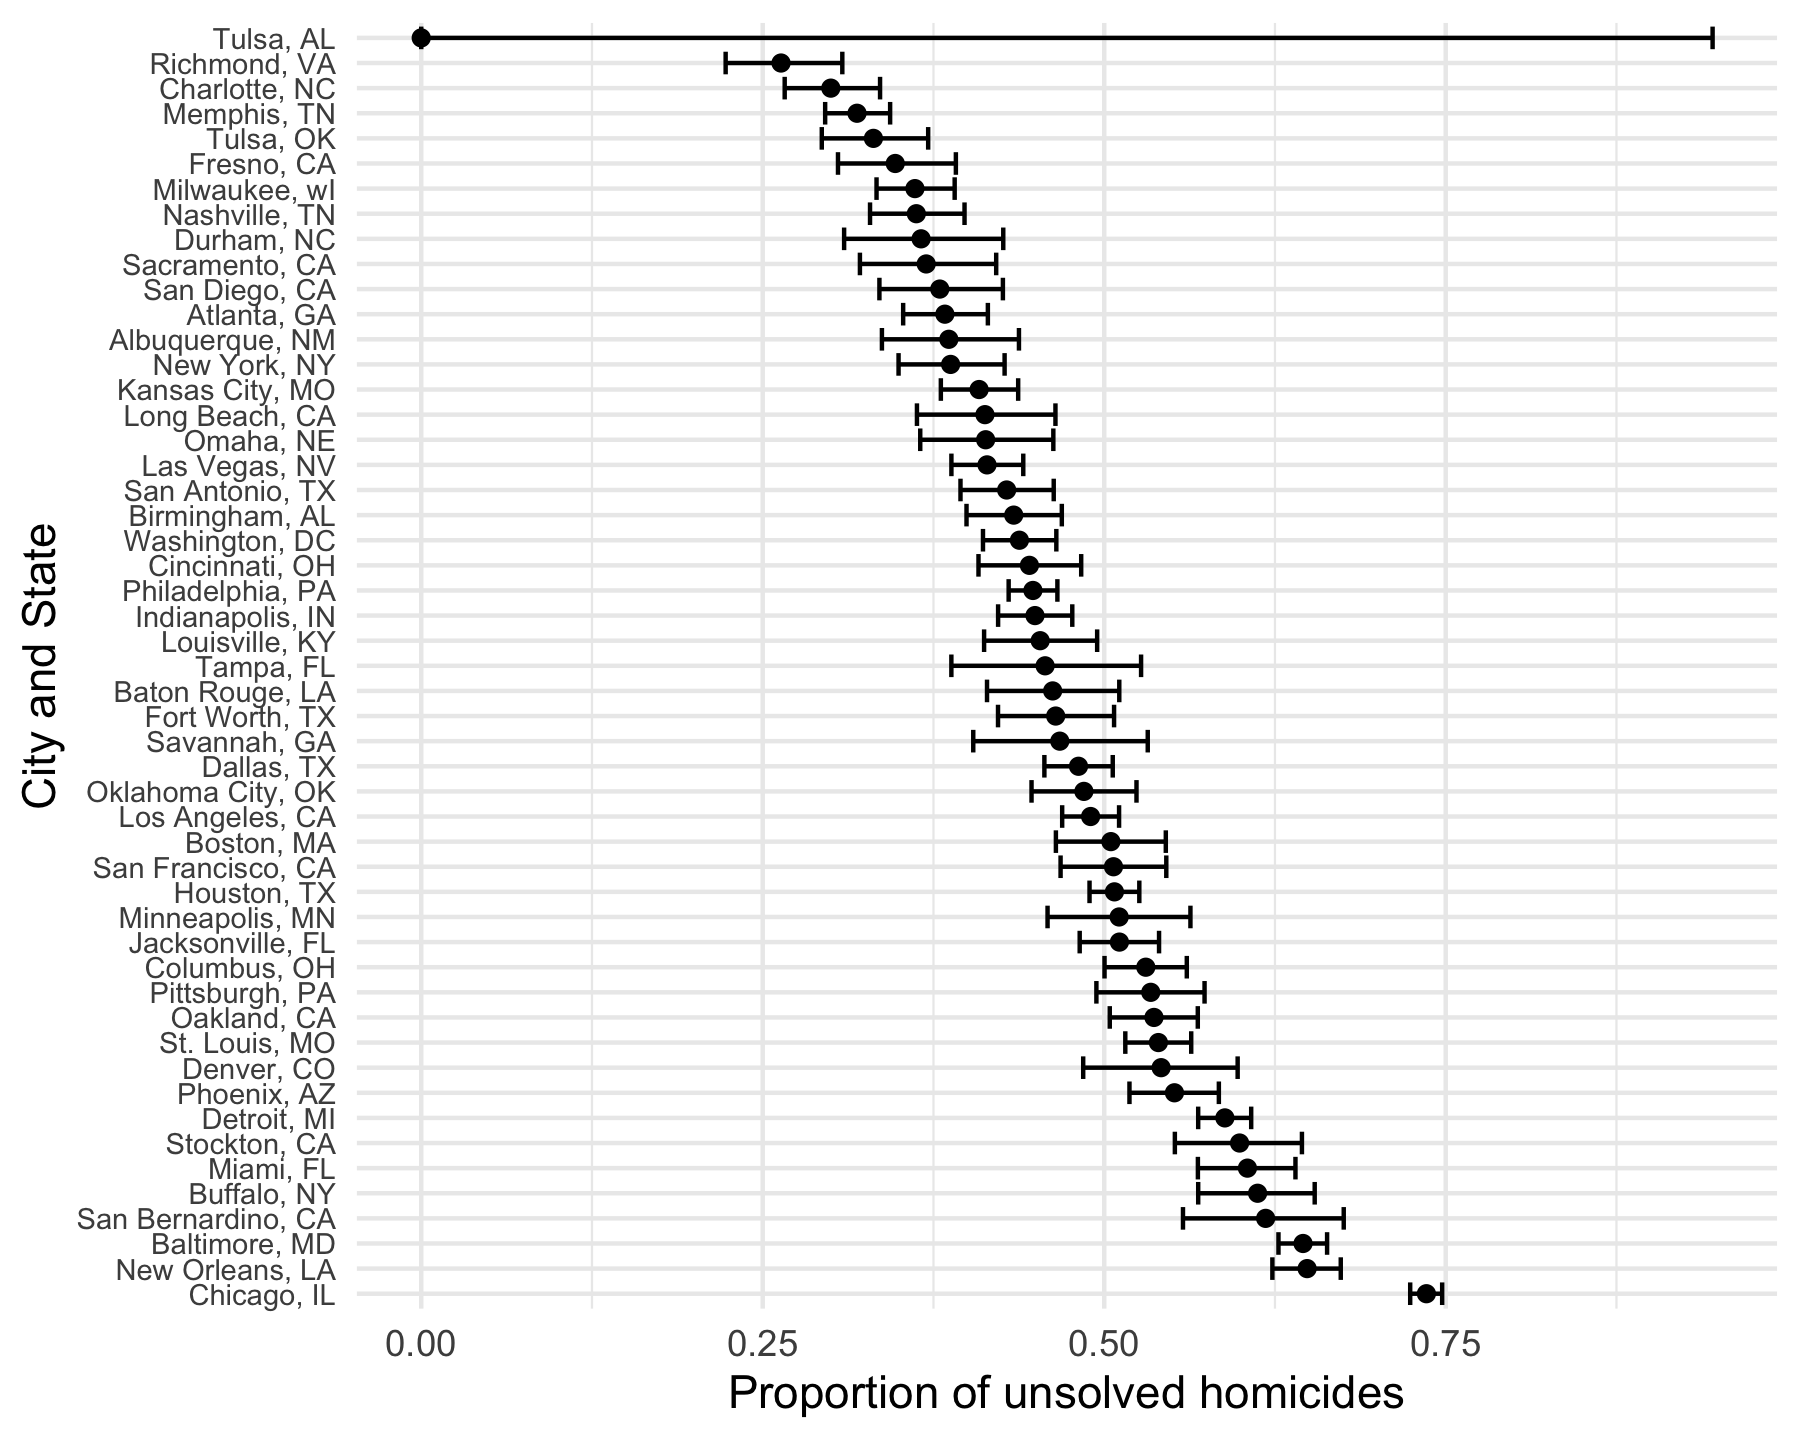 Tulsa, AL
Richmond, VA
Charlotte, NC
Memphis, TN
Tulsa, OK
Fresno, CA
Milwaukee, wI
Nashville, TN
Durham, NC
Sacramento, CA
San Diego, CA
Atlanta, GA
Albuquerque, NM
New York, NY
Kansas City, MO
Long Beach, CA
Omaha, NE
Las Vegas, NV
San Antonio, TX
Birmingham, AL
Washington, DC
Cincinnati, OH
Philadelphia, PA
Indianapolis, IN
Louisville, KY
Tampa, FL
Baton Rouge, LA
Fort Worth, TX
Savannah, GA
Dallas, TX
Oklahoma City, OK
Los Angeles, CA
Boston, MA
San Francisco, CA
Houston, TX
Minneapolis, MN
Jacksonville, FL
Columbus, OH
Pittsburgh, PA
Oakland, CA
St. Louis, MO
Denver, CO
Phoenix, AZ
Detroit, MI
Stockton, CA
Miami, FL
Buffalo, NY
San Bernardino, CA
Baltimore, MD
New Orleans, LA
Chicago, IL
City and State
0.00 0.25 0.50 0.75
Proportion of unsolved homicides